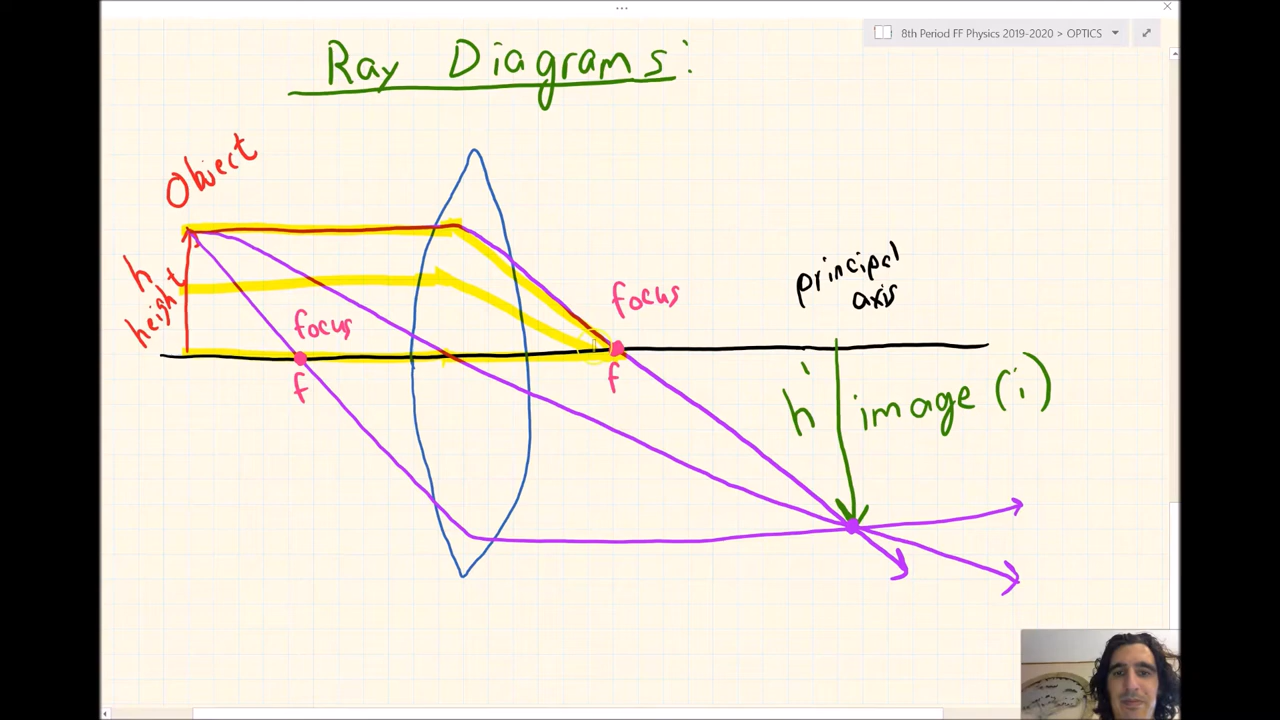 8th Period FF Physics 2019-2020 > OPTICS
Ray Diagrams:
Object
h
height
focus
f
focus
f
principal
axis
h'
image (i)